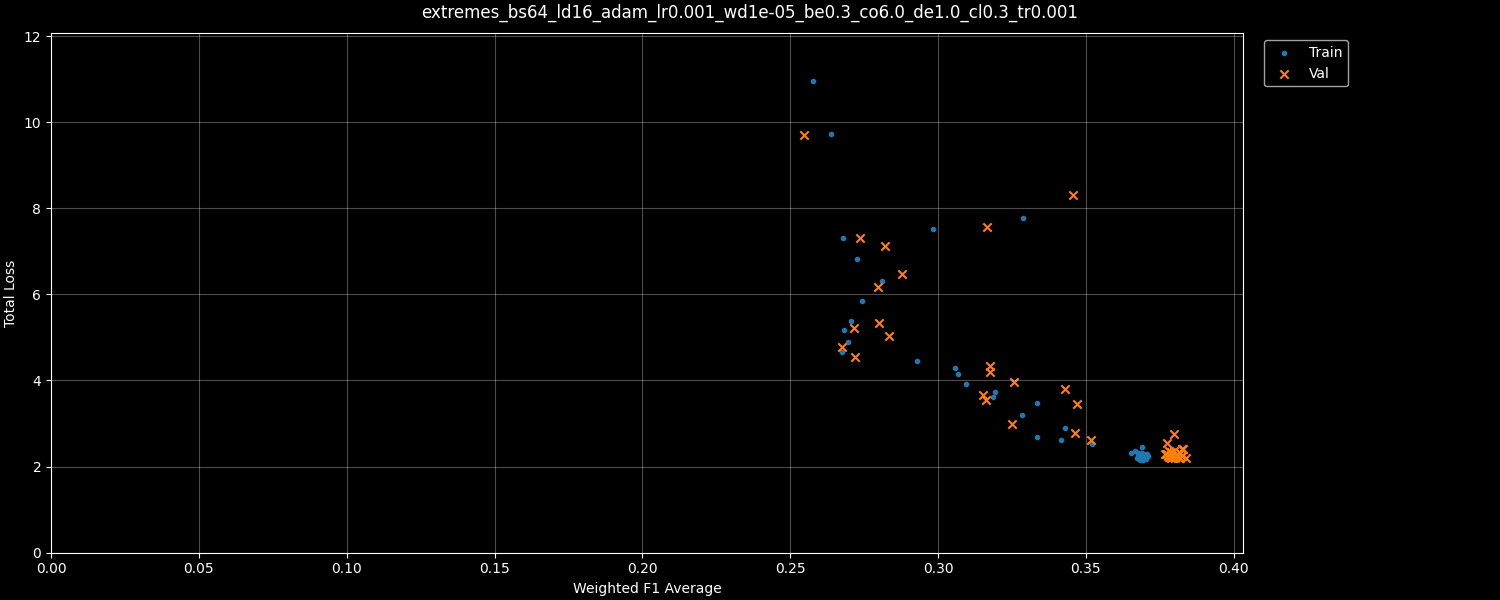 extremes_bs64_ld16_adam_lr0.001_wd1e-05_be0.3_co6.0_de1.0_cl0.3_tr0.001
Train
Val
12
10
8
6
4
2
0
Total Loss
0.00 0.05 0.10 0.15 0.20 0.25 0.30 0.35 0.40
Weighted F1 Average